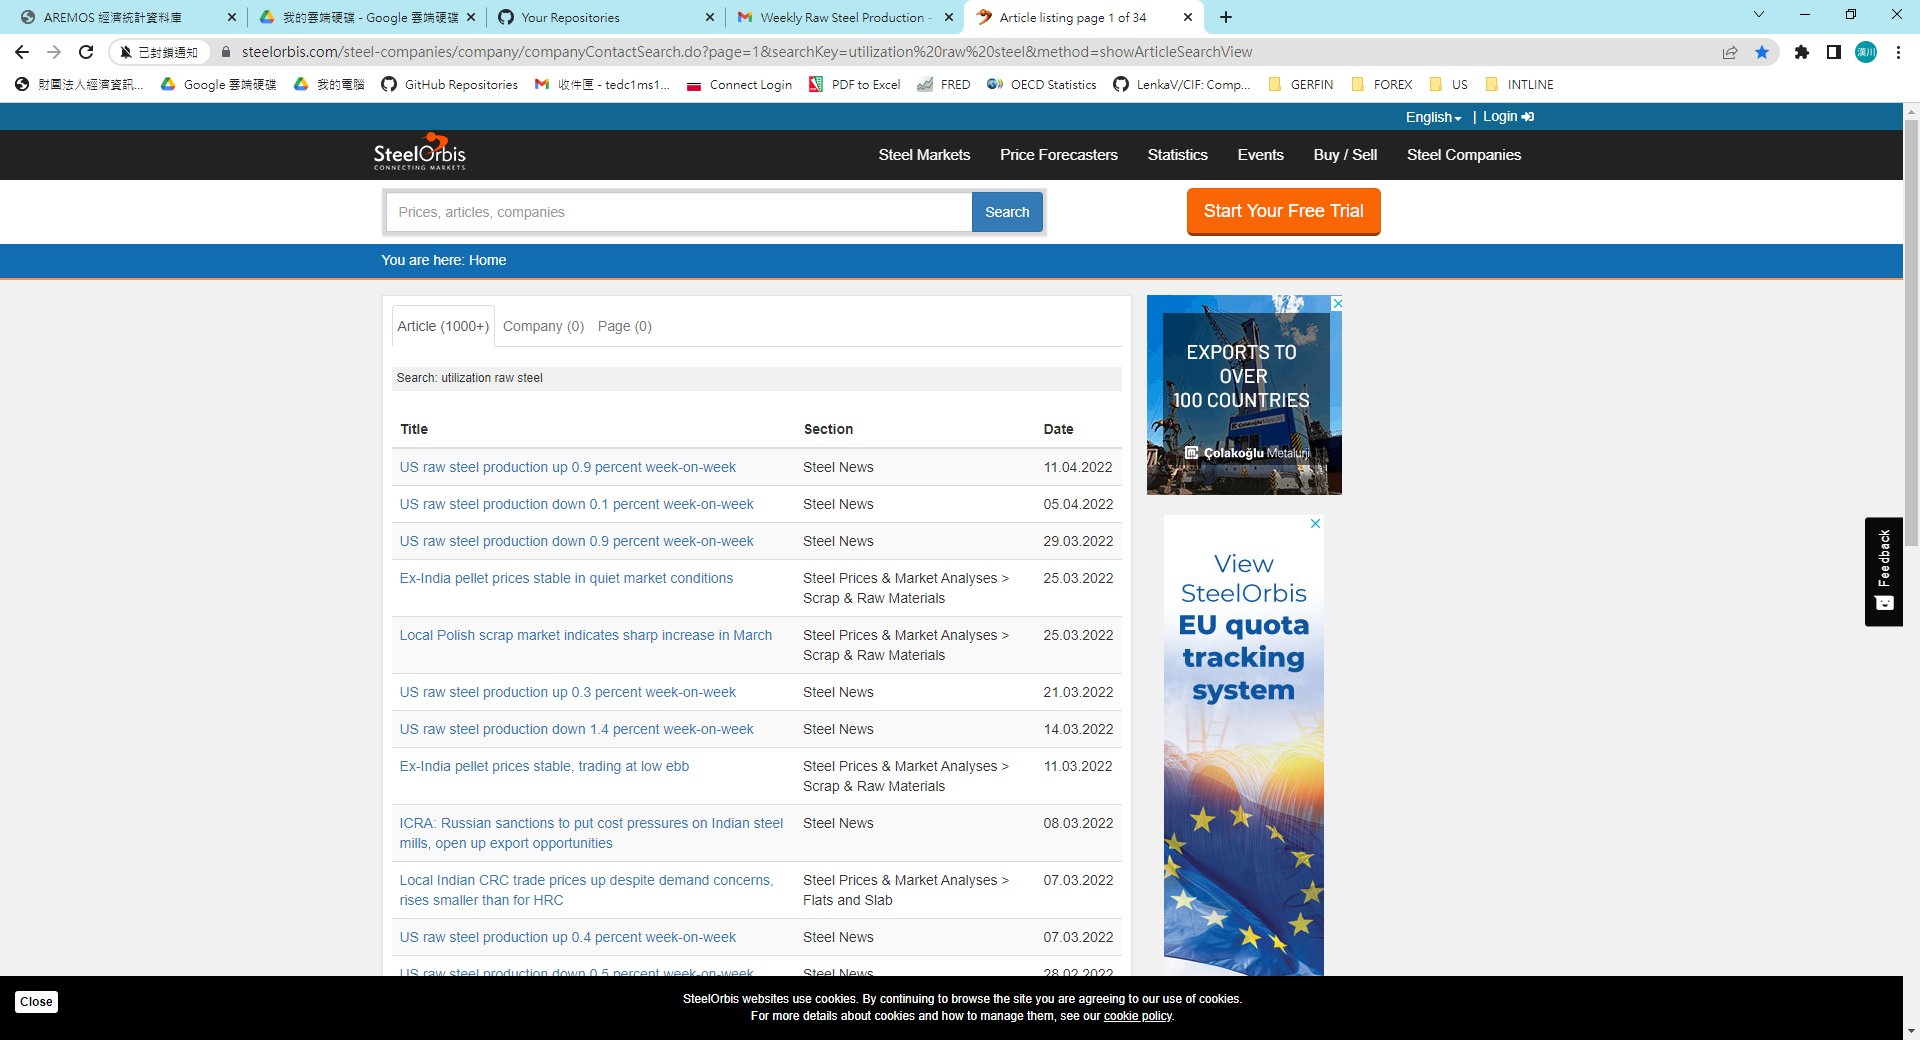 AREMOS 經濟統計資料庫
我的雲端硬碟 - Google 雲端硬碟
Your Repositories
Weekly Raw Steel Production -
Article listing page 1 of 34
已封鎖通知
steelorbis.com/steel-companies/company/companyContactSearch.do?page=1&searchKey=utilization%20raw%20steel&method=showArticleSearchView
漢川
財團法人經濟資訊...
Google 雲端硬碟
我的電腦
GitHub Repositories
收件匣 - tedc1ms1...
Connect Login
PDF to Excel
FRED
OECD Statistics
LenkaV/CIF: Comp...
GERFIN
FOREX
US
INTLINE
English
| Login
SteelOrbis
CONNECTING MARKETS
Steel Markets
Price Forecasters
Statistics
Events
Buy / Sell
Steel Companies
Prices, articles, companies
Search
Start Your Free Trial
You are here: Home
Article (1000+)
Company (0)
Page (0)
Search: utilization raw steel
Title Section Date
US raw steel production up 0.9 percent week-on-week Steel News 11.04.2022
US raw steel production down 0.1 percent week-on-week Steel News 05.04.2022
US raw steel production down 0.9 percent week-on-week Steel News 29.03.2022
Ex-India pellet prices stable in quiet market conditions Steel Prices & Market Analyses > 25.03.2022
Scrap & Raw Materials
Local Polish scrap market indicates sharp increase in March Steel Prices & Market Analyses > 25.03.2022
Scrap & Raw Materials
US raw steel production up 0.3 percent week-on-week Steel News 21.03.2022
US raw steel production down 1.4 percent week-on-week Steel News 14.03.2022
Ex-India pellet prices stable, trading at low ebb Steel Prices & Market Analyses > 11.03.2022
Scrap & Raw Materials
ICRA: Russian sanctions to put cost pressures on Indian steel Steel News 08.03.2022
mills, open up export opportunities
Local Indian CRC trade prices up despite demand concerns, Steel Prices & Market Analyses > 07.03.2022
rises smaller than for HRC Flats and Slab
US raw steel production up 0.4 percent week-on-week Steel News 07.03.2022
US raw steel production down 0.5 percent week-on-week Steel News 28.02.2022
EXPORTS TO
OVER
100 COUNTRIES
Çolakoğlu Metalurji
View
SteelOrbis
EU quota
tracking
system
Feedback
Close
SteelOrbis websites use cookies. By continuing to browse the site you are agreeing to our use of cookies.
For more details about cookies and how to manage them, see our cookie policy.